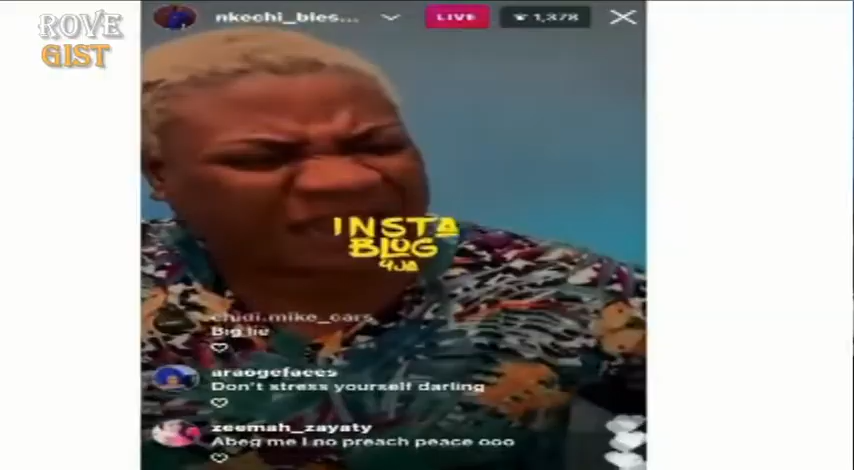 ROVE
GIST
nkechi_bles...
LIVE
1,378
INSTA
BLOG
9JA
chidi.mike_cars
Big lie
araogefaces
Don't stress yourself darling
zeemah_zayaty
Abeg me I no preach peace ooo